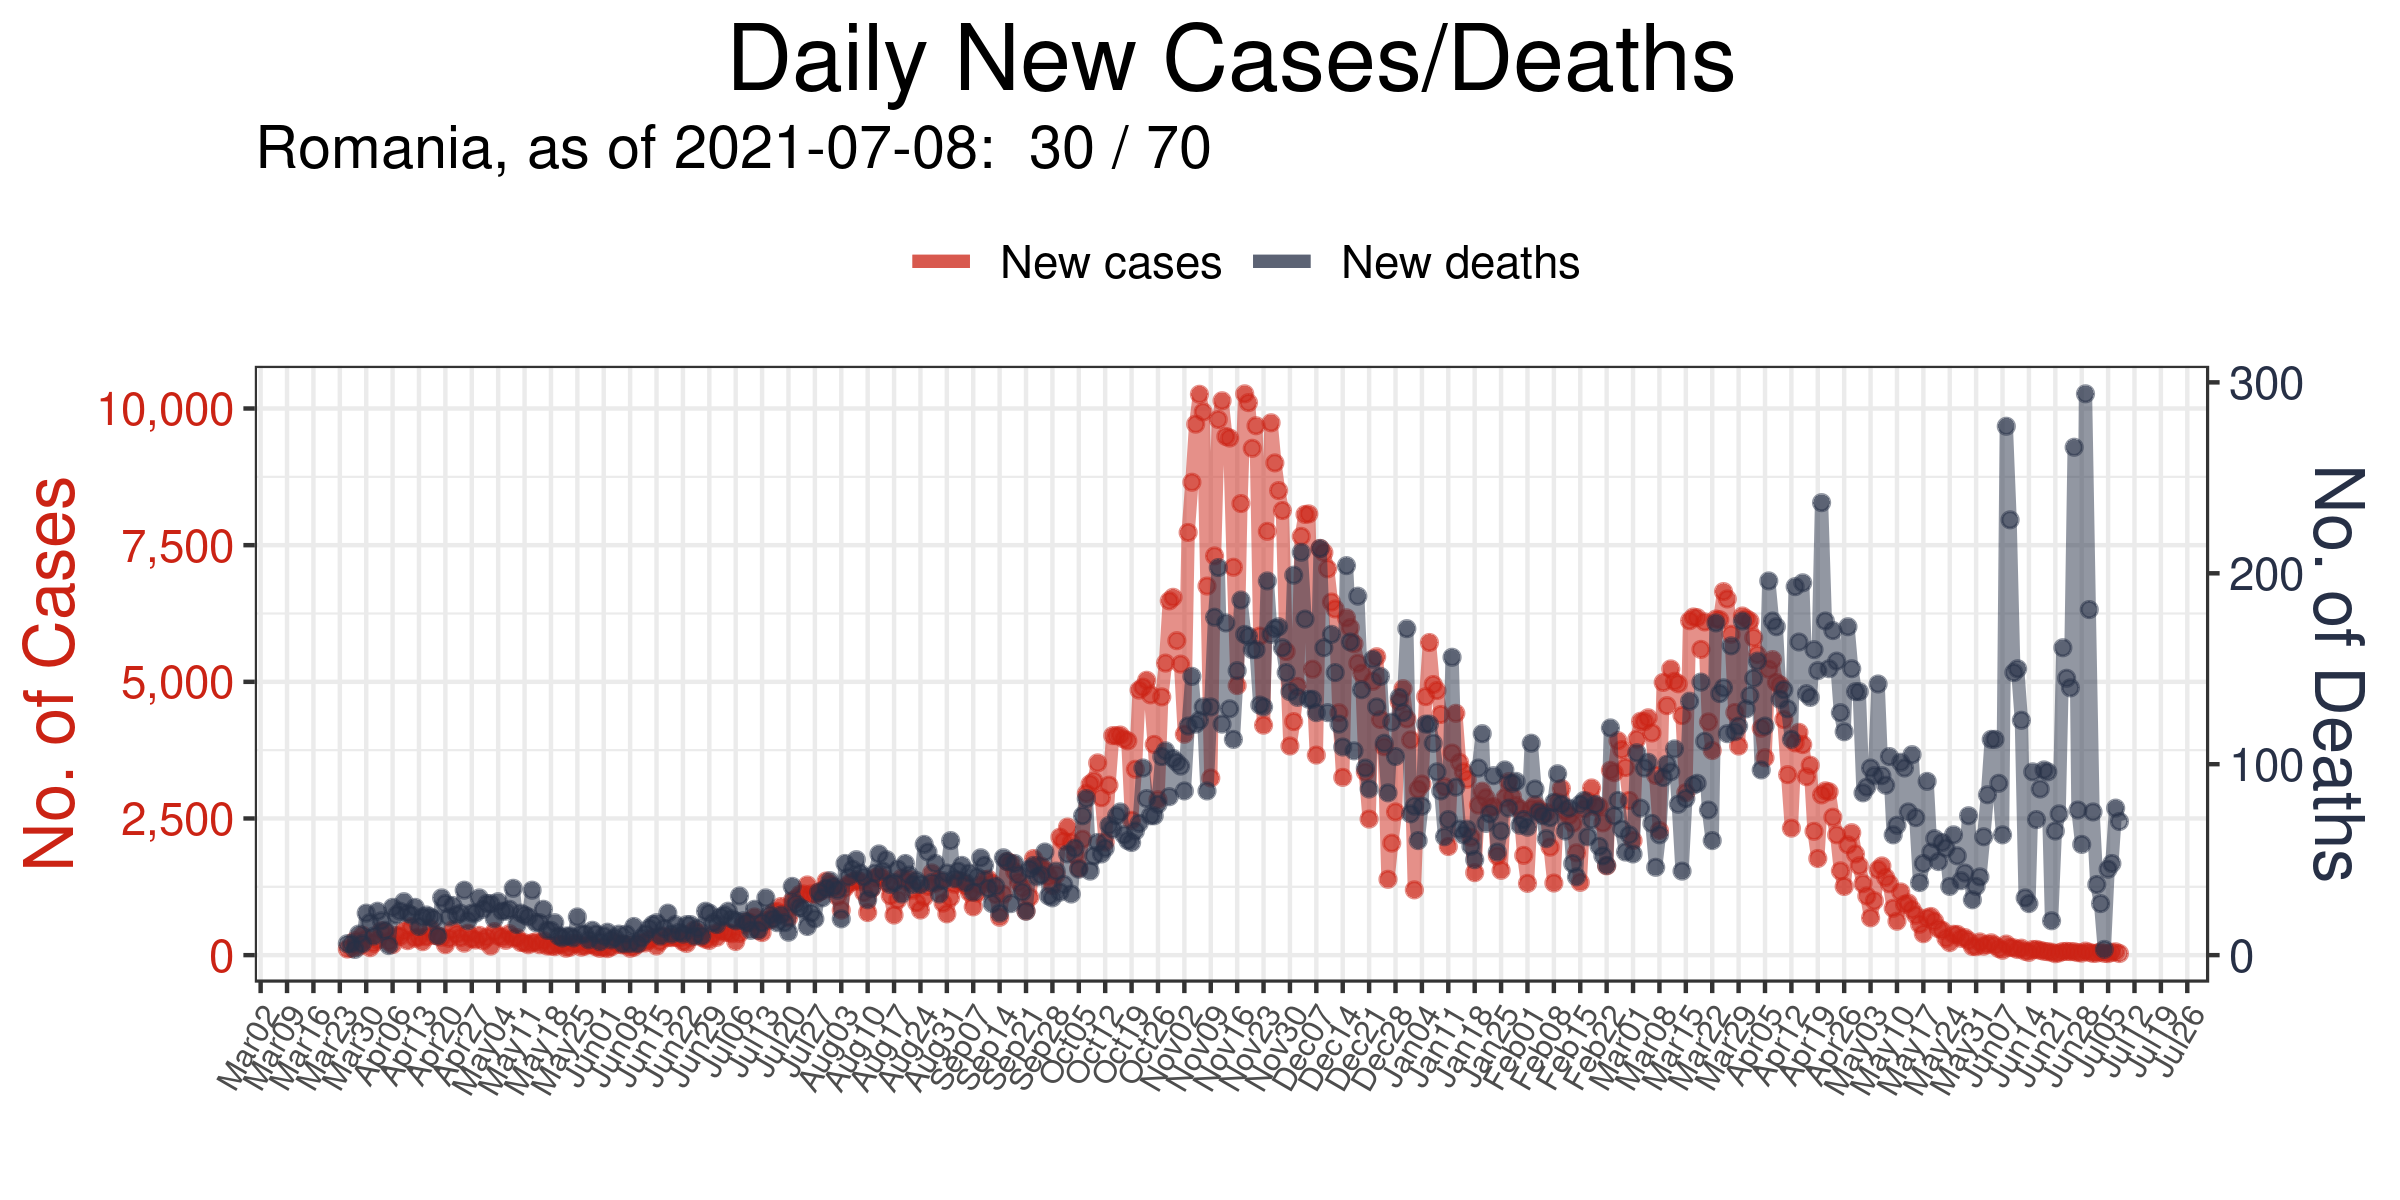 Daily New Cases/Deaths
Romania, as of 2021-07-08:  30 / 70
New cases
New deaths
No. of Cases
10,000
7,500
5,000
2,500
0
300
200
100
0
No. of Deaths
Mar02
Mar09
Mar16
Mar23
Mar30
Apr06
Apr13
Apr20
Apr27
May04
May11
May18
May25
Jun01
Jun08
Jun15
Jun22
Jun29
Jul06
Jul13
Jul20
Jul27
Aug03
Aug10
Aug17
Aug24
Aug31
Sep07
Sep14
Sep21
Sep28
Oct05
Oct12
Oct19
Oct26
Nov02
Nov09
Nov16
Nov23
Nov30
Dec07
Dec14
Dec21
Dec28
Jan04
Jan11
Jan18
Jan25
Feb01
Feb08
Feb15
Feb22
Mar01
Mar08
Mar15
Mar22
Mar29
Apr05
Apr12
Apr19
Apr26
May03
May10
May17
May24
May31
Jun07
Jun14
Jun21
Jun28
Jul05
Jul12
Jul19
Jul26